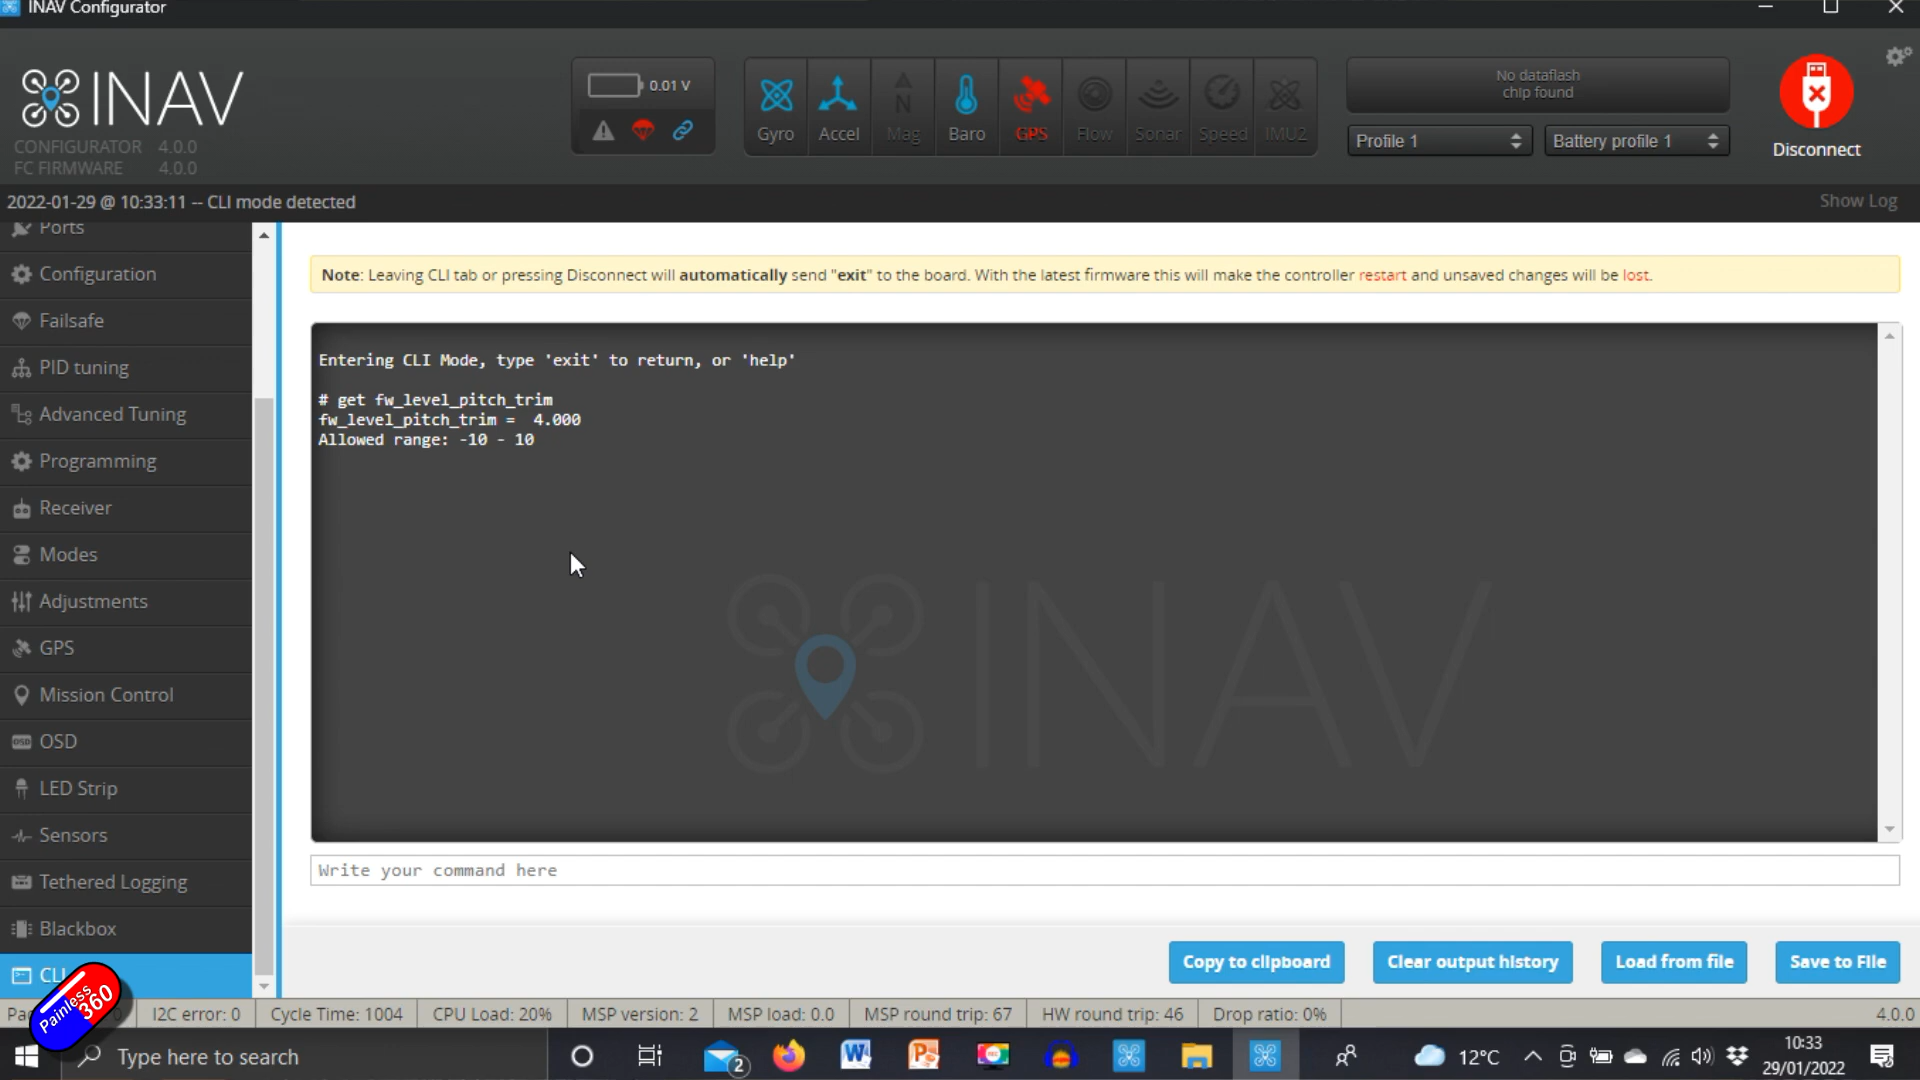 INAV Configurator
INAV
CONFIGURATOR 4.0.0
FC FIRMWARE 4.0.0
0.01 V
Gyro
Accel
Mag
Baro
GPS
Flow
Sonar
Speed
IMU2
No dataflash
chip found
Profile 1
Battery profile 1
Disconnect
2022-01-29 @ 10:33:11 -- CLI mode detected
Show Log
Ports
Configuration
Failsafe
PID tuning
Advanced Tuning
Programming
Receiver
Modes
Adjustments
GPS
Mission Control
OSD
LED Strip
Sensors
Tethered Logging
Blackbox
CLI
Note: Leaving CLI tab or pressing Disconnect will automatically send "exit" to the board. With the latest firmware this will make the controller restart and unsaved changes will be lost.
Entering CLI Mode, type 'exit' to return, or 'help'
# get fw_level_pitch_trim
fw_level_pitch_trim = 4.000
Allowed range: -10 - 10
INAV
Write your command here
Copy to clipboard
Clear output history
Load from file
Save to File
Painless
360
I2C error: 0
Cycle Time: 1004
CPU Load: 20%
MSP version: 2
MSP load: 0.0
MSP round trip: 67
HW round trip: 46
Drop ratio: 0%
4.0.0
Type here to search
2
12°C
10:33
29/01/2022